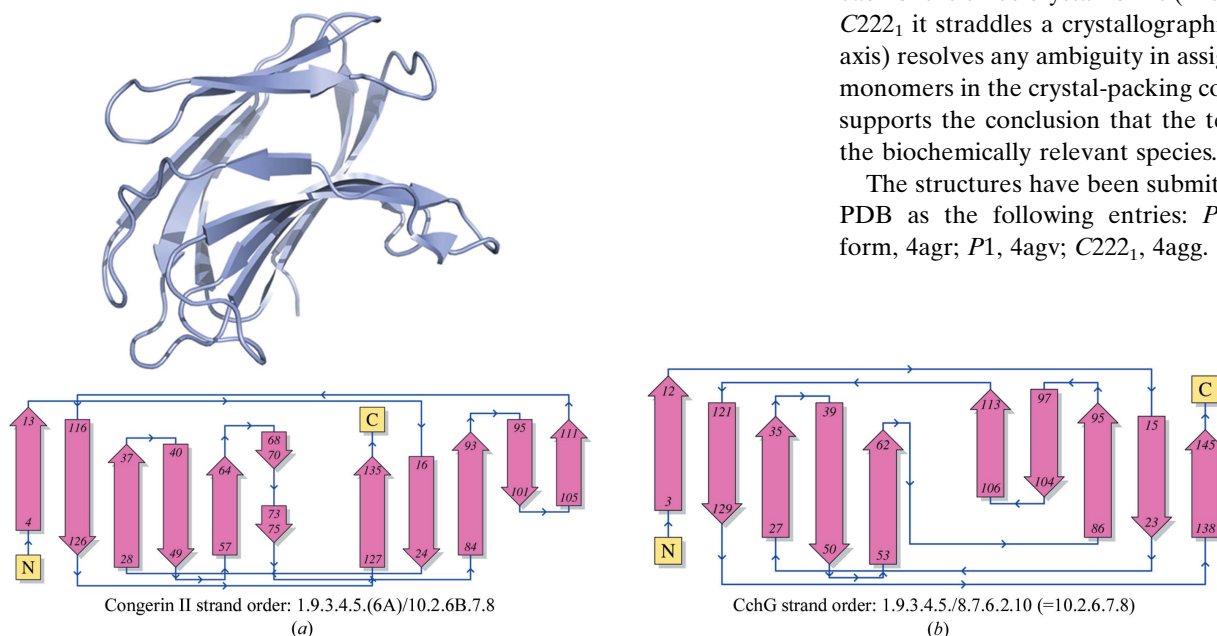 C222₁ it straddles a crystallographi
axis) resolves any ambiguity in assig
monomers in the crystal-packing co
supports the conclusion that the te
the biochemically relevant species.
The structures have been submit
PDB as the following entries: P
form, 4agr; P1, 4agv; C222₁, 4agg.
13 116 37 40 64 68 70 C 16 93 95 111
4 126 28 49 57 73 75 135 127 24 84 101 105
N
Congerin II strand order: 1.9.3.4.5.(6A)/10.2.6B.7.8
(a)
12 121 35 39 62 113 97 95 15 C
3 129 27 50 53 106 104 86 23 145 138
N
CchG strand order: 1.9.3.4.5./8.7.6.2.10 (=10.2.6.7.8)
(b)